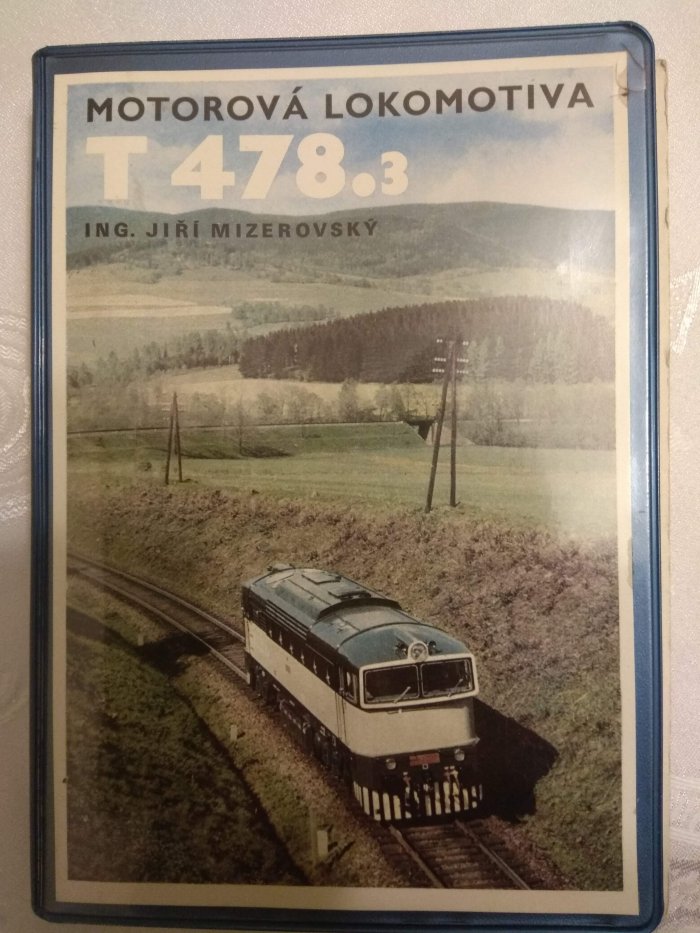 MOTOROVÁ LOKOMOTIVA
T 478.3
ING. JIŘÍ MIZEROVSKÝ